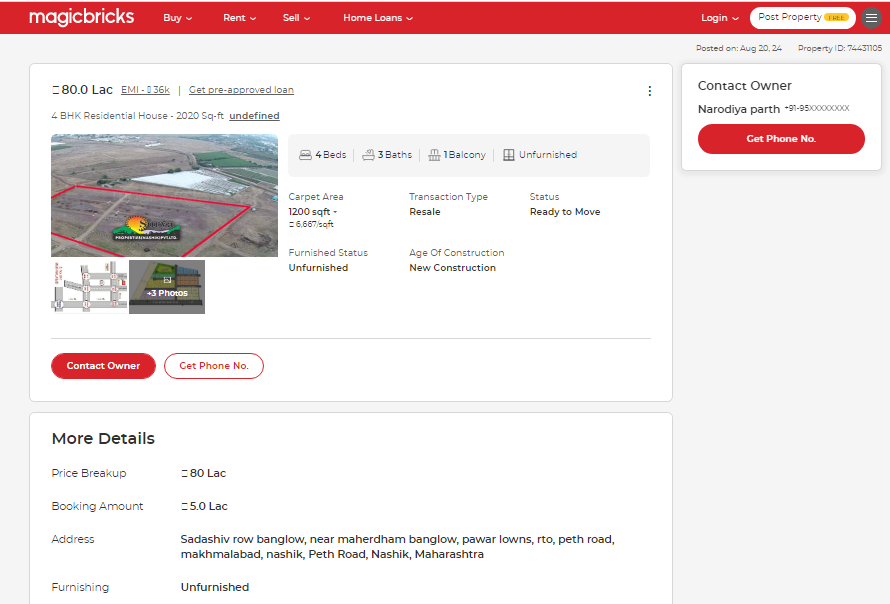 magicbricks
Buy
Rent
Sell
Home Loans
Login
Post Property FREE
Posted on: Aug 20, 24 Property ID: 74431105
80.0 Lac EMI - 36k | Get pre-approved loan
4 BHK Residential House - 2020 Sq-ft undefined
4 Beds
3 Baths
1 Balcony
Unfurnished
PROPERTIES(NASHIK)PVT.LTD.
+3 Photos
Carpet Area
1200 sqft
6,667/sqft
Transaction Type
Resale
Status
Ready to Move
Furnished Status
Unfurnished
Age Of Construction
New Construction
Contact Owner
Get Phone No.
Contact Owner
Narodiya parth +91-95XXXXXXXX
Get Phone No.
More Details
Price Breakup 80 Lac
Booking Amount 5.0 Lac
Address Sadashiv row banglow, near maherdham banglow, pawar lowns, rto, peth road,
makhmalabad, nashik, Peth Road, Nashik, Maharashtra
Furnishing Unfurnished